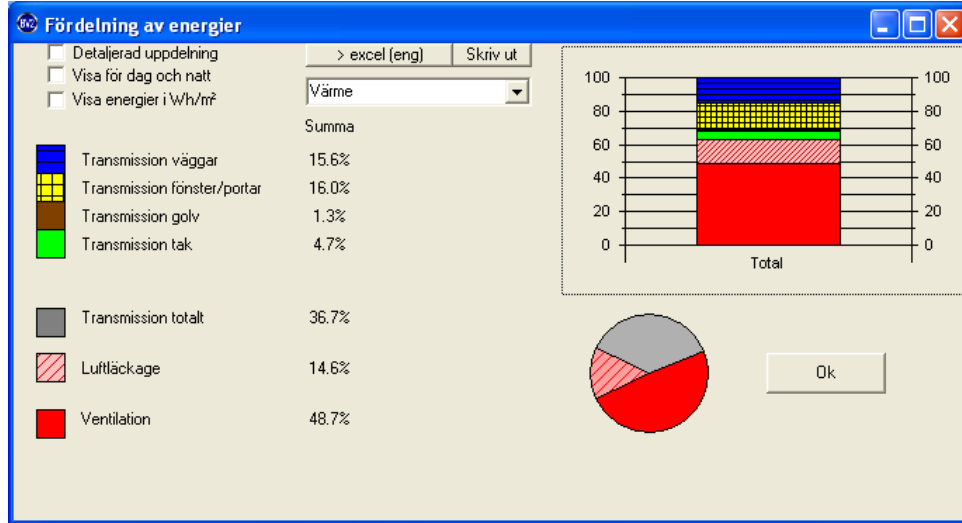 BV2 Fördelning av energier
Detaljerad uppdelning
Visa för dag och natt
Visa energier i Wh/m²
> excel (eng) Skriv ut
Värme
Summa
Transmission väggar 15.6%
Transmission fönster/portar 16.0%
Transmission golv 1.3%
Transmission tak 4.7%
Transmission totalt 36.7%
Luftläckage 14.6%
Ventilation 48.7%
100 100
80 80
60 60
40 40
20 20
0 0
Total
Ok